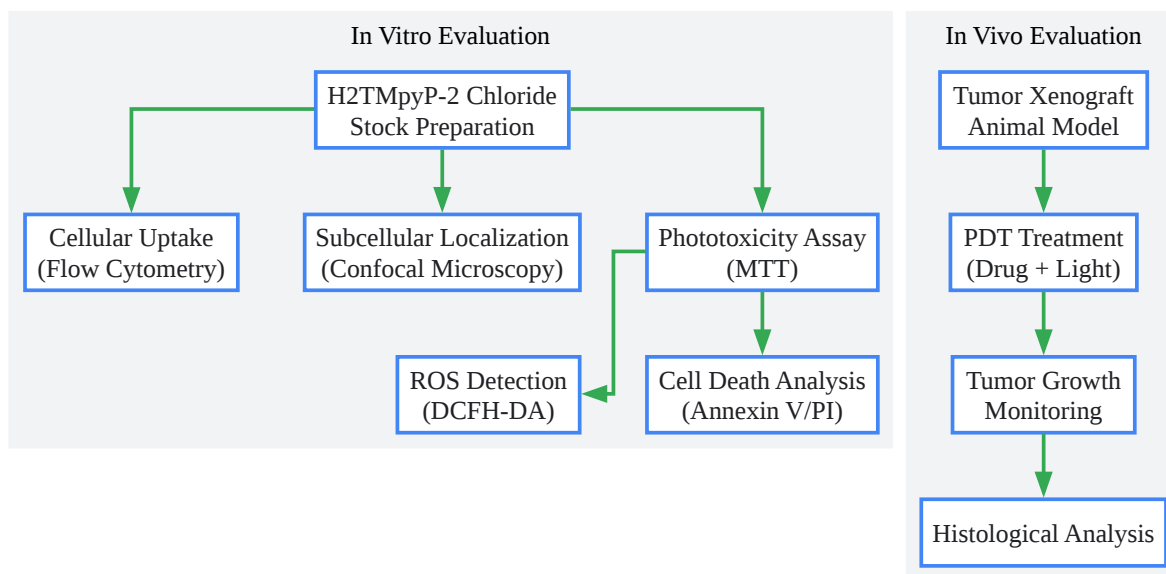 In Vitro Evaluation
H2TMpyP-2 Chloride
Stock Preparation
Cellular Uptake
(Flow Cytometry)
Subcellular Localization
(Confocal Microscopy)
Phototoxicity Assay
(MTT)
ROS Detection
(DCFH-DA)
Cell Death Analysis
(Annexin V/PI)
In Vivo Evaluation
Tumor Xenograft
Animal Model
PDT Treatment
(Drug + Light)
Tumor Growth
Monitoring
Histological Analysis